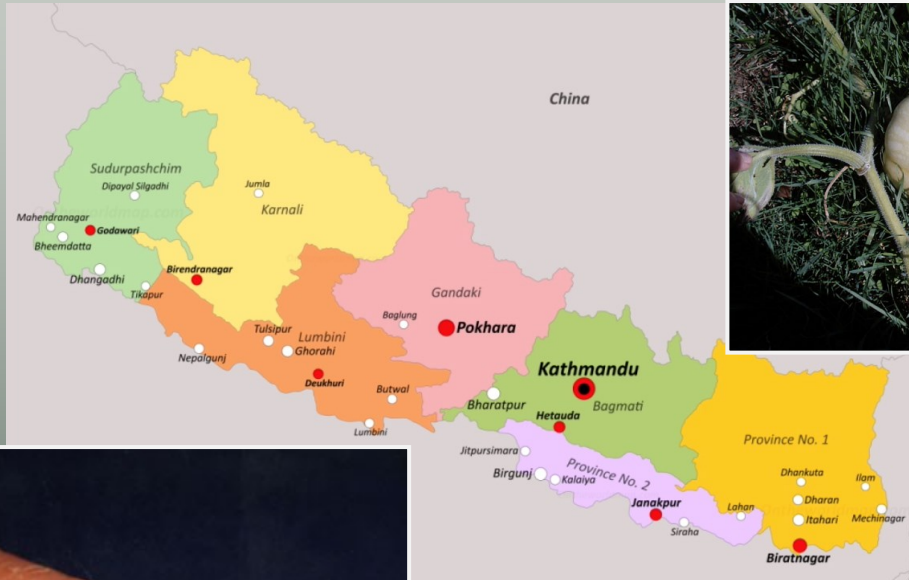 China
Sudurpashchim
Dipayal Silgadhi
Jumla
Karnali
Mahendranagar
Godawari
Bheemdatta
Birendranagar
Dhangadhi
Tikapur
Gandaki
Baglung
Pokhara
Tulsipur
Lumbini
Ghorahi
Nepalgunj
Deukhuri
Butwal
Lumbini
Kathmandu
Bharatpur
Bagmati
Hetauda
Jitpursimara
Province No. 2
Birgunj
Kalaiya
Janakpur
Siraha
Lahan
Province No. 1
Dhankuta
Ilam
Dharan
Itahari
Mechinagar
Biratnagar